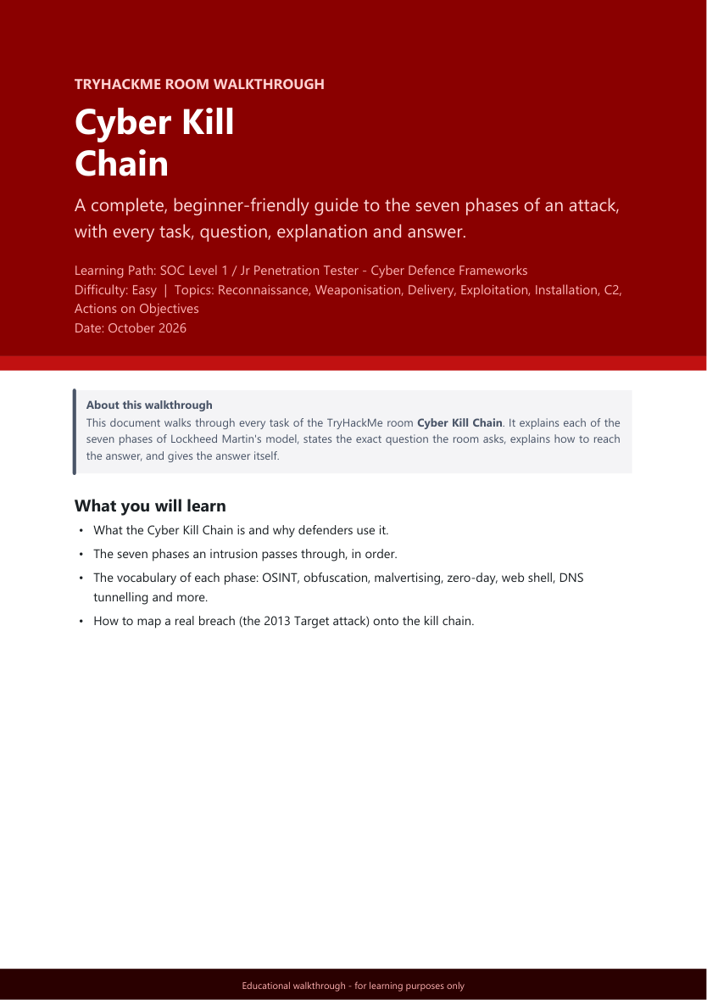 TRYHACKME ROOM WALKTHROUGH
Cyber Kill
Chain
A complete, beginner-friendly guide to the seven phases of an attack,
with every task, question, explanation and answer.
Learning Path: SOC Level 1 / Jr Penetration Tester - Cyber Defence Frameworks
Difficulty: Easy | Topics: Reconnaissance, Weaponisation, Delivery, Exploitation, Installation, C2,
Actions on Objectives
Date: October 2026
About this walkthrough
This document walks through every task of the TryHackMe room Cyber Kill Chain. It explains each of the
seven phases of Lockheed Martin's model, states the exact question the room asks, explains how to reach
the answer, and gives the answer itself.
What you will learn
• What the Cyber Kill Chain is and why defenders use it.
• The seven phases an intrusion passes through, in order.
• The vocabulary of each phase: OSINT, obfuscation, malvertising, zero-day, web shell, DNS
tunnelling and more.
• How to map a real breach (the 2013 Target attack) onto the kill chain.
Educational walkthrough - for learning purposes only